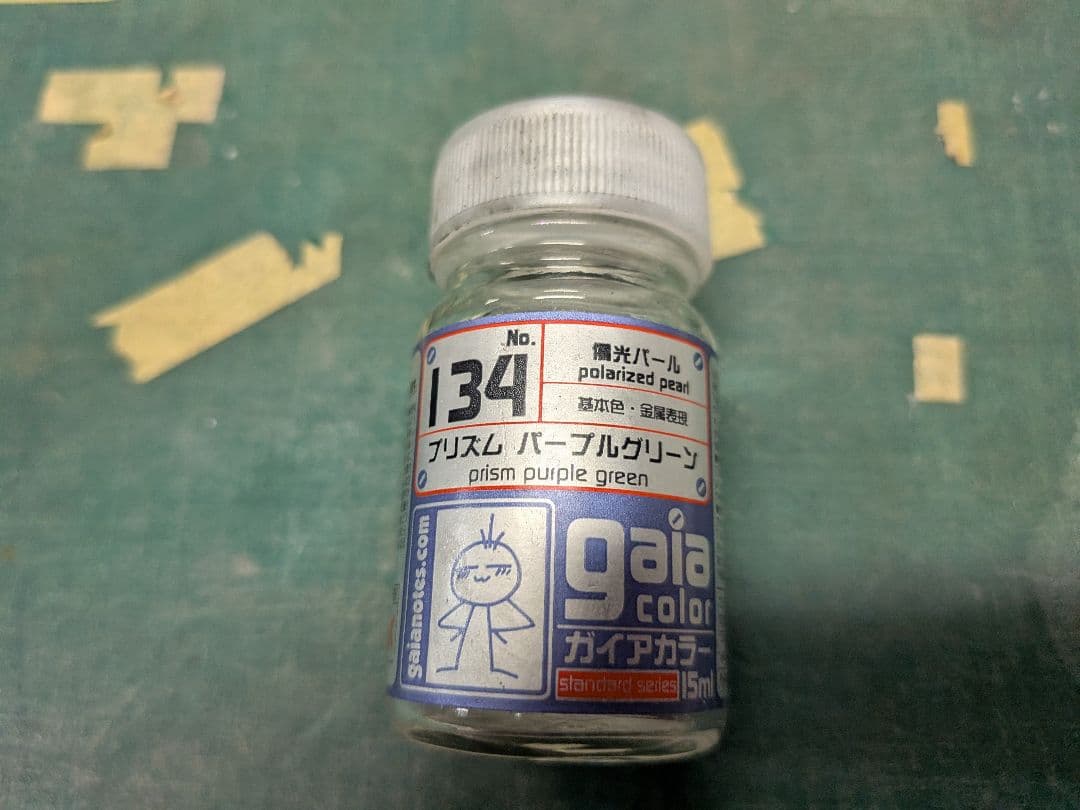 No.
134
偏光パール
polarized pearl
基本色・金属表現
プリズム パープルグリーン
prism purple green
gaianotes.com
gaia
color
ガイアカラー
standard series 15ml